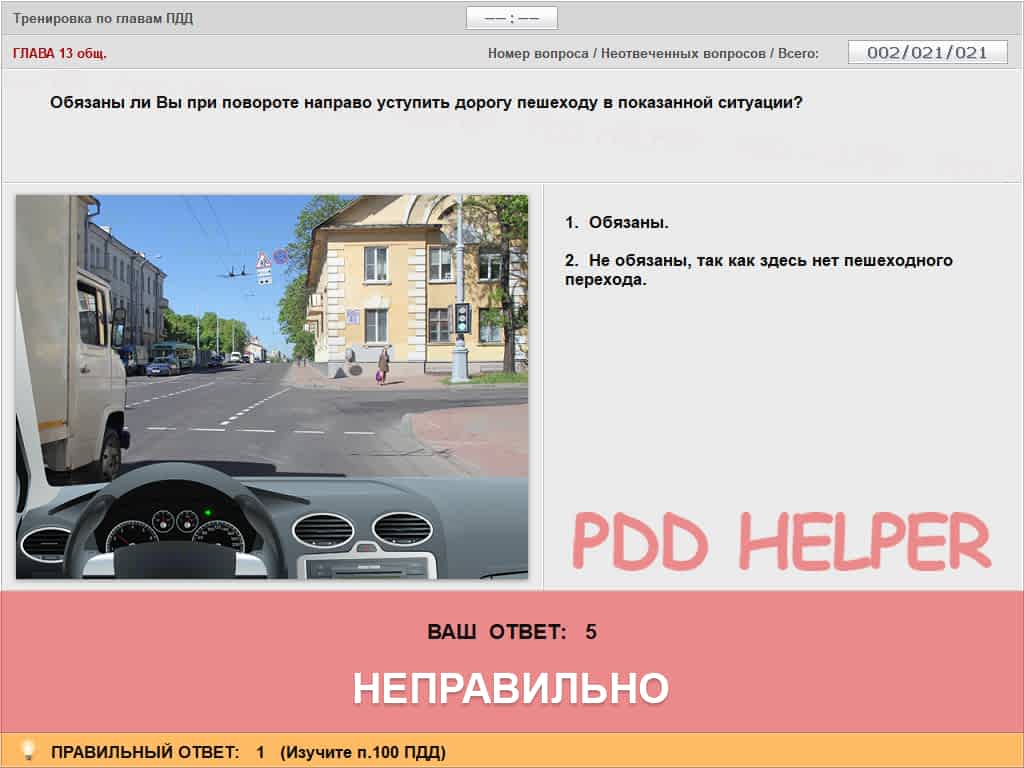 Тренировка по главам ПДД
—— : ——
ГЛАВА 13 общ.
Номер вопроса / Неотвеченных вопросов / Всего:
002/021/021
Обязаны ли Вы при повороте направо уступить дорогу пешеходу в показанной ситуации?
1. Обязаны.
2. Не обязаны, так как здесь нет пешеходного
перехода.
PDD HELPER
ВАШ ОТВЕТ: 5
НЕПРАВИЛЬНО
ПРАВИЛЬНЫЙ ОТВЕТ: 1 (Изучите п.100 ПДД)